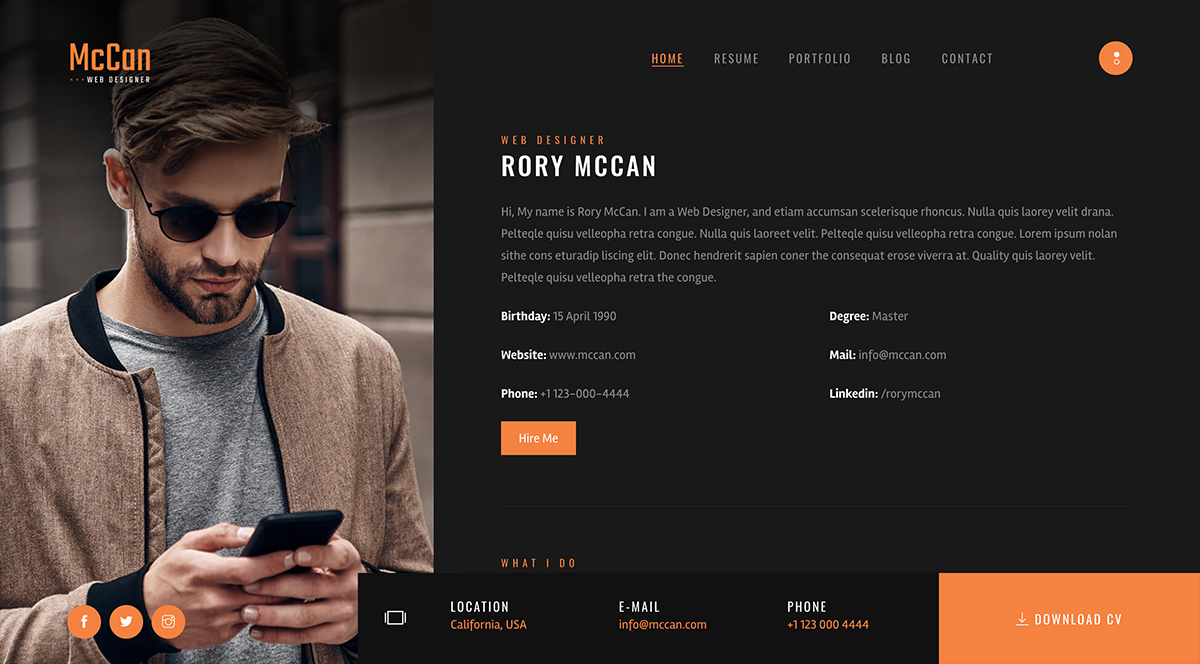 McCan
WEB DESIGNER
HOME
RESUME
PORTFOLIO
BLOG
CONTACT
WEB DESIGNER
RORY MCCAN
Hi, My name is Rory McCan. I am a Web Designer, and etiam accumsan scelerisque rhoncus. Nulla quis laorey velit drana.
Pelteqle quisu velleopha retra congue. Nulla quis laoreet velit. Pelteqle quisu velleopha retra congue. Lorem ipsum nolan
sithe cons eturadip liscing elit. Donec hendrerit sapien coner the consequat erose viverra at. Quality quis laorey velit.
Pelteqle quisu velleopha retra the congue.
Birthday: 15 April 1990
Degree: Master
Website: www.mccan.com
Mail: info@mccan.com
Phone: +1 123-000-4444
Linkedin: /rorymccan
Hire Me
WHAT I DO
LOCATION
California, USA
E-MAIL
info@mccan.com
PHONE
+1 123 000 4444
DOWNLOAD CV